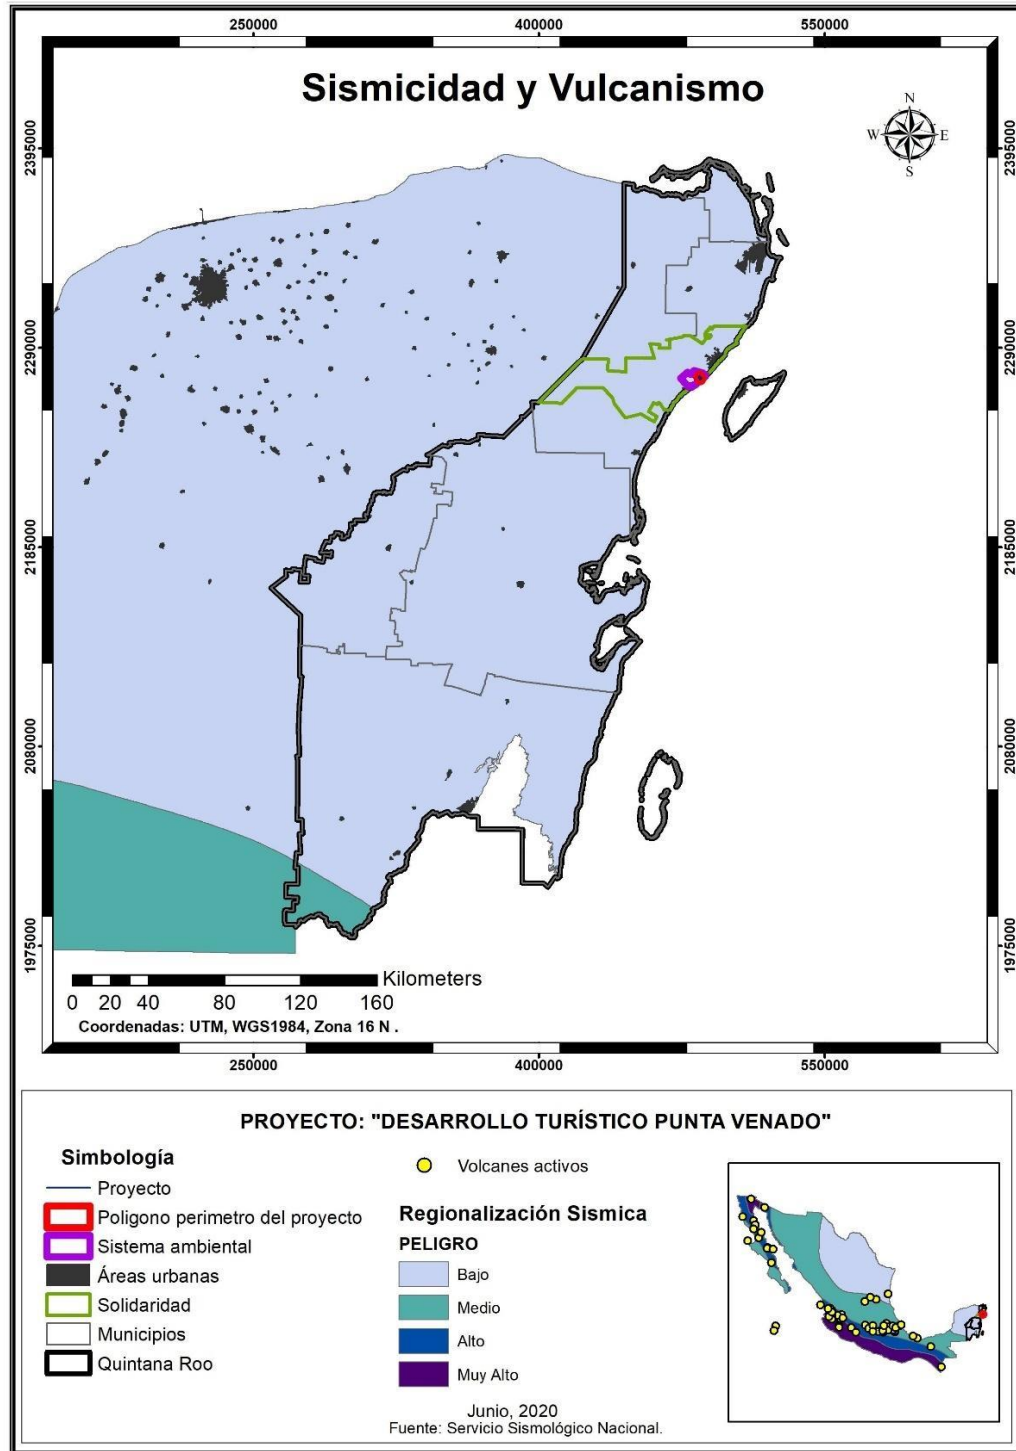 250000 400000 550000
Sismicidad y Vulcanismo
N
W E
S
2395000 2395000
2290000 2290000
2185000 2185000
2080000 2080000
1975000 1975000
Kilometers
0 20 40 80 120 160
Coordenadas: UTM, WGS1984, Zona 16 N .
250000 400000 550000
PROYECTO: "DESARROLLO TURÍSTICO PUNTA VENADO"
Simbología
Proyecto
Poligono perimetro del proyecto
Sistema ambiental
Áreas urbanas
Solidaridad
Municipios
Quintana Roo
Volcanes activos
Regionalización Sismica
PELIGRO
Bajo
Medio
Alto
Muy Alto
Junio, 2020
Fuente: Servicio Sismológico Nacional.